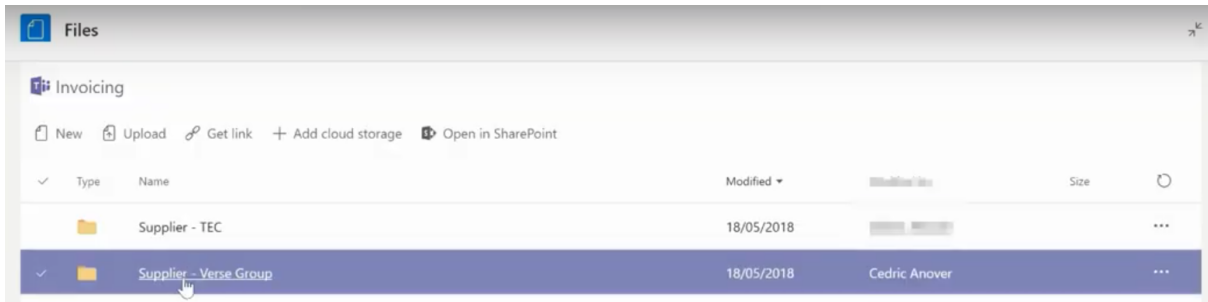 Files
Invoicing
New Upload Get link + Add cloud storage Open in SharePoint
Type Name Modified Size
Supplier - TEC 18/05/2018 ...
Supplier - Verse Group 18/05/2018 Cedric Anover ...